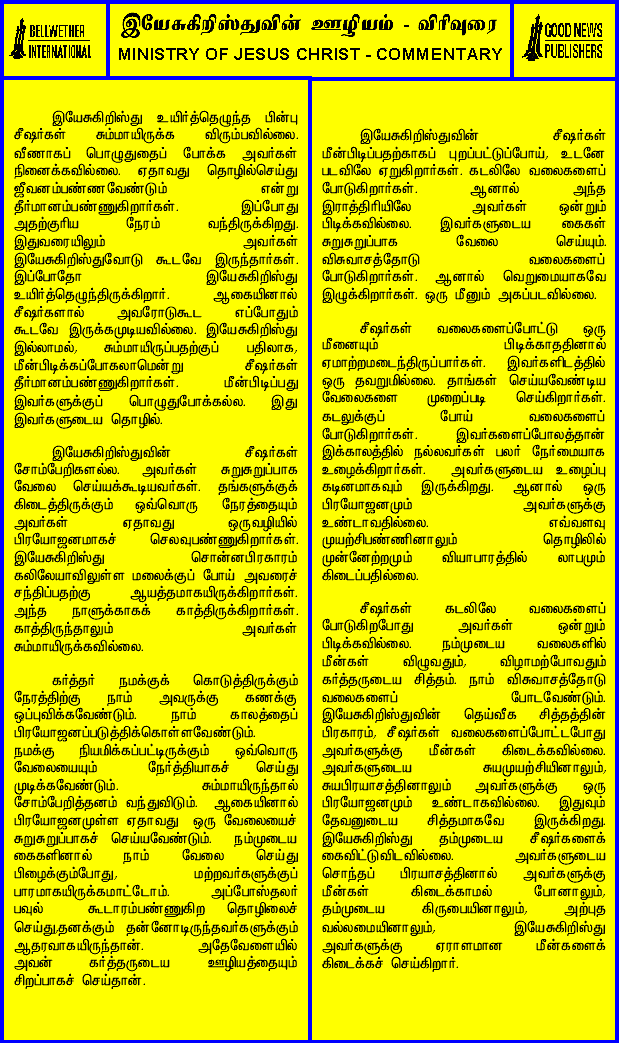 BELLWETHER
INTERNATIONAL
இயேசுகிறிஸ்துவின் ஊழியம் - விரிவுரை
MINISTRY OF JESUS CHRIST - COMMENTARY
GOOD NEWS
PUBLISHERS
இயேசுகிறிஸ்து உயிர்த்தெழுந்த பின்பு
சீஷர்கள் சும்மாயிருக்க விரும்பவில்லை.
வீணாகப் பொழுதுதைப் போக்க அவர்கள்
நினைக்கவில்லை. ஏதாவது தொழில்செய்து
ஜீவனம்பண்ணவேண்டும் என்று
தீர்மானம்பண்ணுகிறார்கள். இப்போது
அதற்குரிய நேரம் வந்திருக்கிறது.
இதுவரையிலும் அவர்கள்
இயேசுகிறிஸ்துவோடு கூடவே இருந்தார்கள்.
இப்போதோ இயேசுகிறிஸ்து
உயிர்த்தெழுந்திருக்கிறார். ஆகையினால்
சீஷர்களால் அவரோடுகூட எப்போதும்
கூடவே இருக்கமுடியவில்லை. இயேசுகிறிஸ்து
இல்லாமல், சும்மாயிருப்பதற்குப் பதிலாக,
மீன்பிடிக்கப்போகலாமென்று சீஷர்கள்
தீர்மானம்பண்ணுகிறார்கள். மீன்பிடிப்பது
இவர்களுக்குப் பொழுதுபோக்கல்ல. இது
இவர்களுடைய தொழில்.
இயேசுகிறிஸ்துவின் சீஷர்கள்
சோம்பேறிகளல்ல. அவர்கள் சுறுசுறுப்பாக
வேலை செய்யக்கூடியவர்கள். தங்களுக்குக்
கிடைத்திருக்கும் ஒவ்வொரு நேரத்தையும்
அவர்கள் ஏதாவது ஒருவழியில்
பிரயோஜனமாகச் செலவுபண்ணுகிறார்கள்.
இயேசுகிறிஸ்து சொன்னபிரகாரம்
கலிலேயாவிலுள்ள மலைக்குப் போய் அவரைச்
சந்திப்பதற்கு ஆயத்தமாகயிருக்கிறார்கள்.
அந்த நாளுக்காகக் காத்திருக்கிறார்கள்.
காத்திருந்தாலும் அவர்கள்
சும்மாயிருக்கவில்லை.
கர்த்தர் நமக்குக் கொடுத்திருக்கும்
நேரத்திற்கு நாம் அவருக்கு கணக்கு
ஒப்புவிக்கவேண்டும். நாம் காலத்தைப்
பிரயோஜனப்படுத்திக்கொள்ளவேண்டும்.
நமக்கு நியமிக்கப்பட்டிருக்கும் ஒவ்வொரு
வேலையையும் நேர்த்தியாகச் செய்து
முடிக்கவேண்டும். சும்மாயிருந்தால்
சோம்பேறித்தனம் வந்துவிடும். ஆகையினால்
பிரயோஜனமுள்ள ஏதாவது ஒரு வேலையைச்
சுறுசுறுப்பாகச் செய்யவேண்டும். நம்முடைய
கைகளினால் நாம் வேலை செய்து
பிழைக்கும்போது, மற்றவர்களுக்குப்
பாரமாகயிருக்கமாட்டோம். அப்போஸ்தலர்
பவுல் கூடாரம்பண்ணுகிற தொழிலைச்
செய்து,தனக்கும் தன்னோடிருந்தவர்களுக்கும்
ஆதரவாகயிருந்தான். அதேவேளையில்
அவன் கர்த்தருடைய ஊழியத்தையும்
சிறப்பாகச் செய்தான்.
இயேசுகிறிஸ்துவின் சீஷர்கள்
மீன்பிடிப்பதற்காகப் புறப்பட்டுப்போய், உடனே
படவிலே ஏறுகிறார்கள். கடலிலே வலைகளைப்
போடுகிறார்கள். ஆனால் அந்த
இராத்திரியிலே அவர்கள் ஒன்றும்
பிடிக்கவில்லை. இவர்களுடைய கைகள்
சுறுசுறுப்பாக வேலை செய்யும்.
விசுவாசத்தோடு வலைகளைப்
போடுகிறார்கள். ஆனால் வெறுமையாகவே
இழுக்கிறார்கள். ஒரு மீனும் அகப்படவில்லை.
சீஷர்கள் வலைகளைப்போட்டு ஒரு
மீனையும் பிடிக்காததினால்
ஏமாற்றமடைந்திருப்பார்கள். இவர்களிடத்தில்
ஒரு தவறுமில்லை. தாங்கள் செய்யவேண்டிய
வேலைகளை முறைப்படி செய்கிறார்கள்.
கடலுக்குப் போய் வலைகளைப்
போடுகிறார்கள். இவர்களைப்போலத்தான்
இக்காலத்தில் நல்லவர்கள் பலர் நேர்மையாக
உழைக்கிறார்கள். அவர்களுடைய உழைப்பு
கடினமாகவும் இருக்கிறது. ஆனால் ஒரு
பிரயோஜனமும் அவர்களுக்கு
உண்டாவதில்லை. எவ்வளவு
முயற்சிபண்ணினாலும் தொழிலில்
முன்னேற்றமும் வியாபாரத்தில் லாபமும்
கிடைப்பதில்லை.
சீஷர்கள் கடலிலே வலைகளைப்
போடுகிறபோது அவர்கள் ஒன்றும்
பிடிக்கவில்லை. நம்முடைய வலைகளில்
மீன்கள் விழுவதும், விழாமற்போவதும்
கர்த்தருடைய சித்தம். நாம் விசுவாசத்தோடு
வலைகளைப் போடவேண்டும்.
இயேசுகிறிஸ்துவின் தெய்வீக சித்தத்தின்
பிரகாரம், சீஷர்கள் வலைகளைப்போட்டபோது
அவர்களுக்கு மீன்கள் கிடைக்கவில்லை.
அவர்களுடைய சுயமுயற்சியினாலும்,
சுயபிரயாசத்தினாலும் அவர்களுக்கு ஒரு
பிரயோஜனமும் உண்டாகவில்லை. இதுவும்
தேவனுடைய சித்தமாகவே இருக்கிறது.
இயேசுகிறிஸ்து தம்முடைய சீஷர்களைக்
கைவிட்டுவிடவில்லை. அவர்களுடைய
சொந்தப் பிரயாசத்தினால் அவர்களுக்கு
மீன்கள் கிடைக்காமல் போனாலும்,
தம்முடைய கிருபையினாலும், அற்புத
வல்லமையினாலும், இயேசுகிறிஸ்து
அவர்களுக்கு ஏராளமான மீன்களைக்
கிடைக்கச் செய்கிறார்.